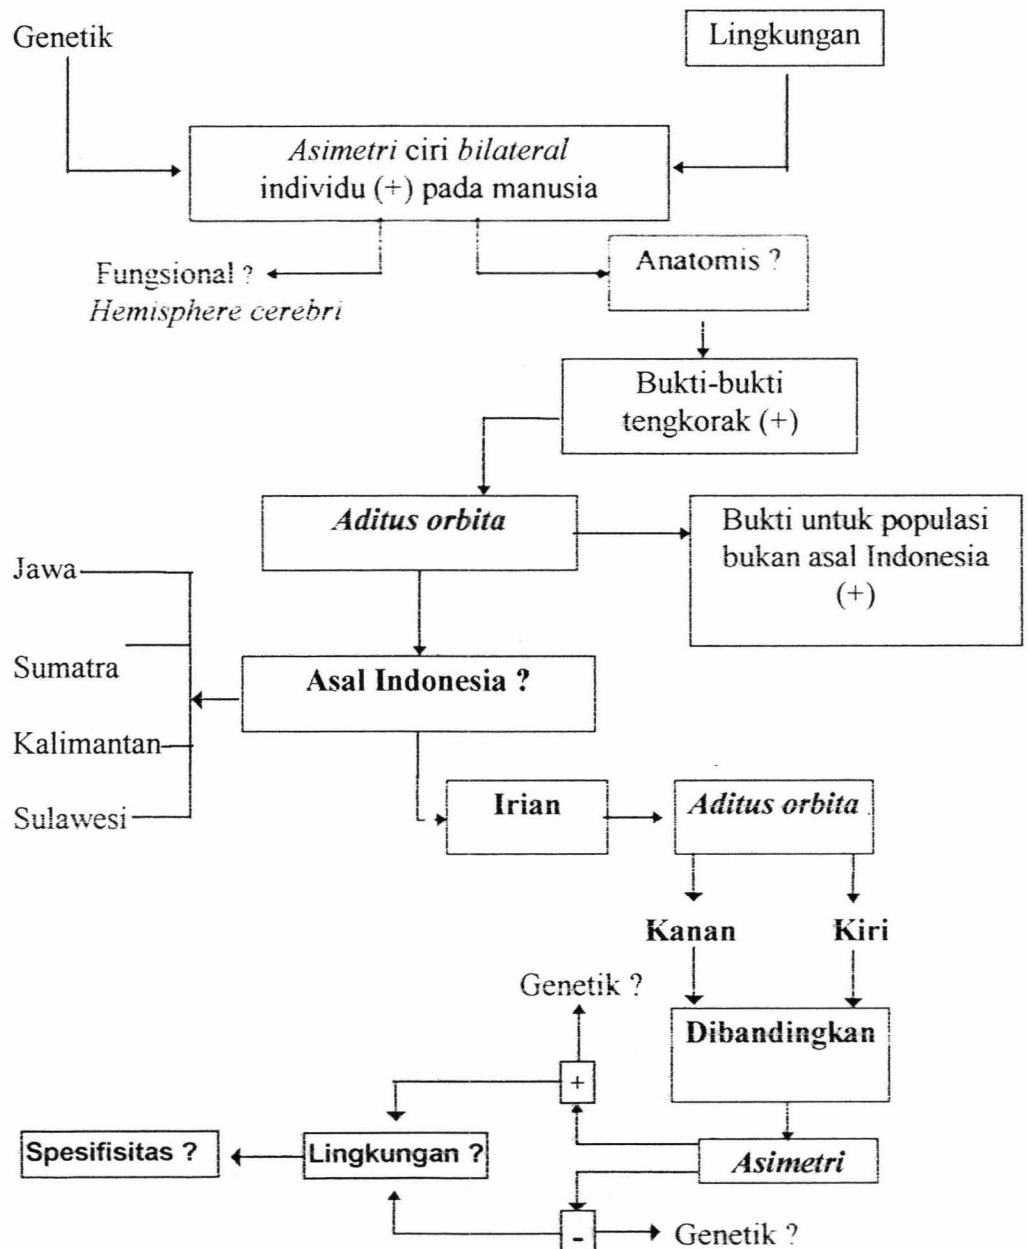 Genetik
Lingkungan
Asimetri ciri bilateral
individu (+) pada manusia
Fungsional ?
Hemisphere cerebri
Anatomis ?
Bukti-bukti
tengkorak (+)
Aditus orbita
Bukti untuk populasi
bukan asal Indonesia
(+)
Jawa
Sumatra
Kalimantan
Sulawesi
Asal Indonesia ?
Irian
Aditus orbita
Kanan
Kiri
Genetik ?
Dibandingkan
+
Spesifisitas ?
Lingkungan ?
Asimetri
-
Genetik ?